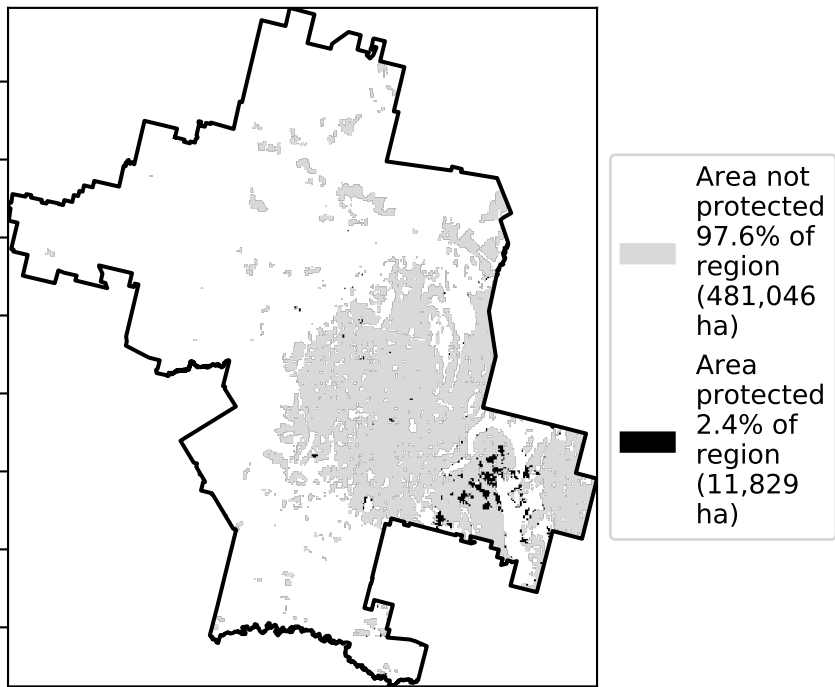 Area not
protected
97.6% of
region
(481,046
ha)
Area
protected
2.4% of
region
(11,829
ha)